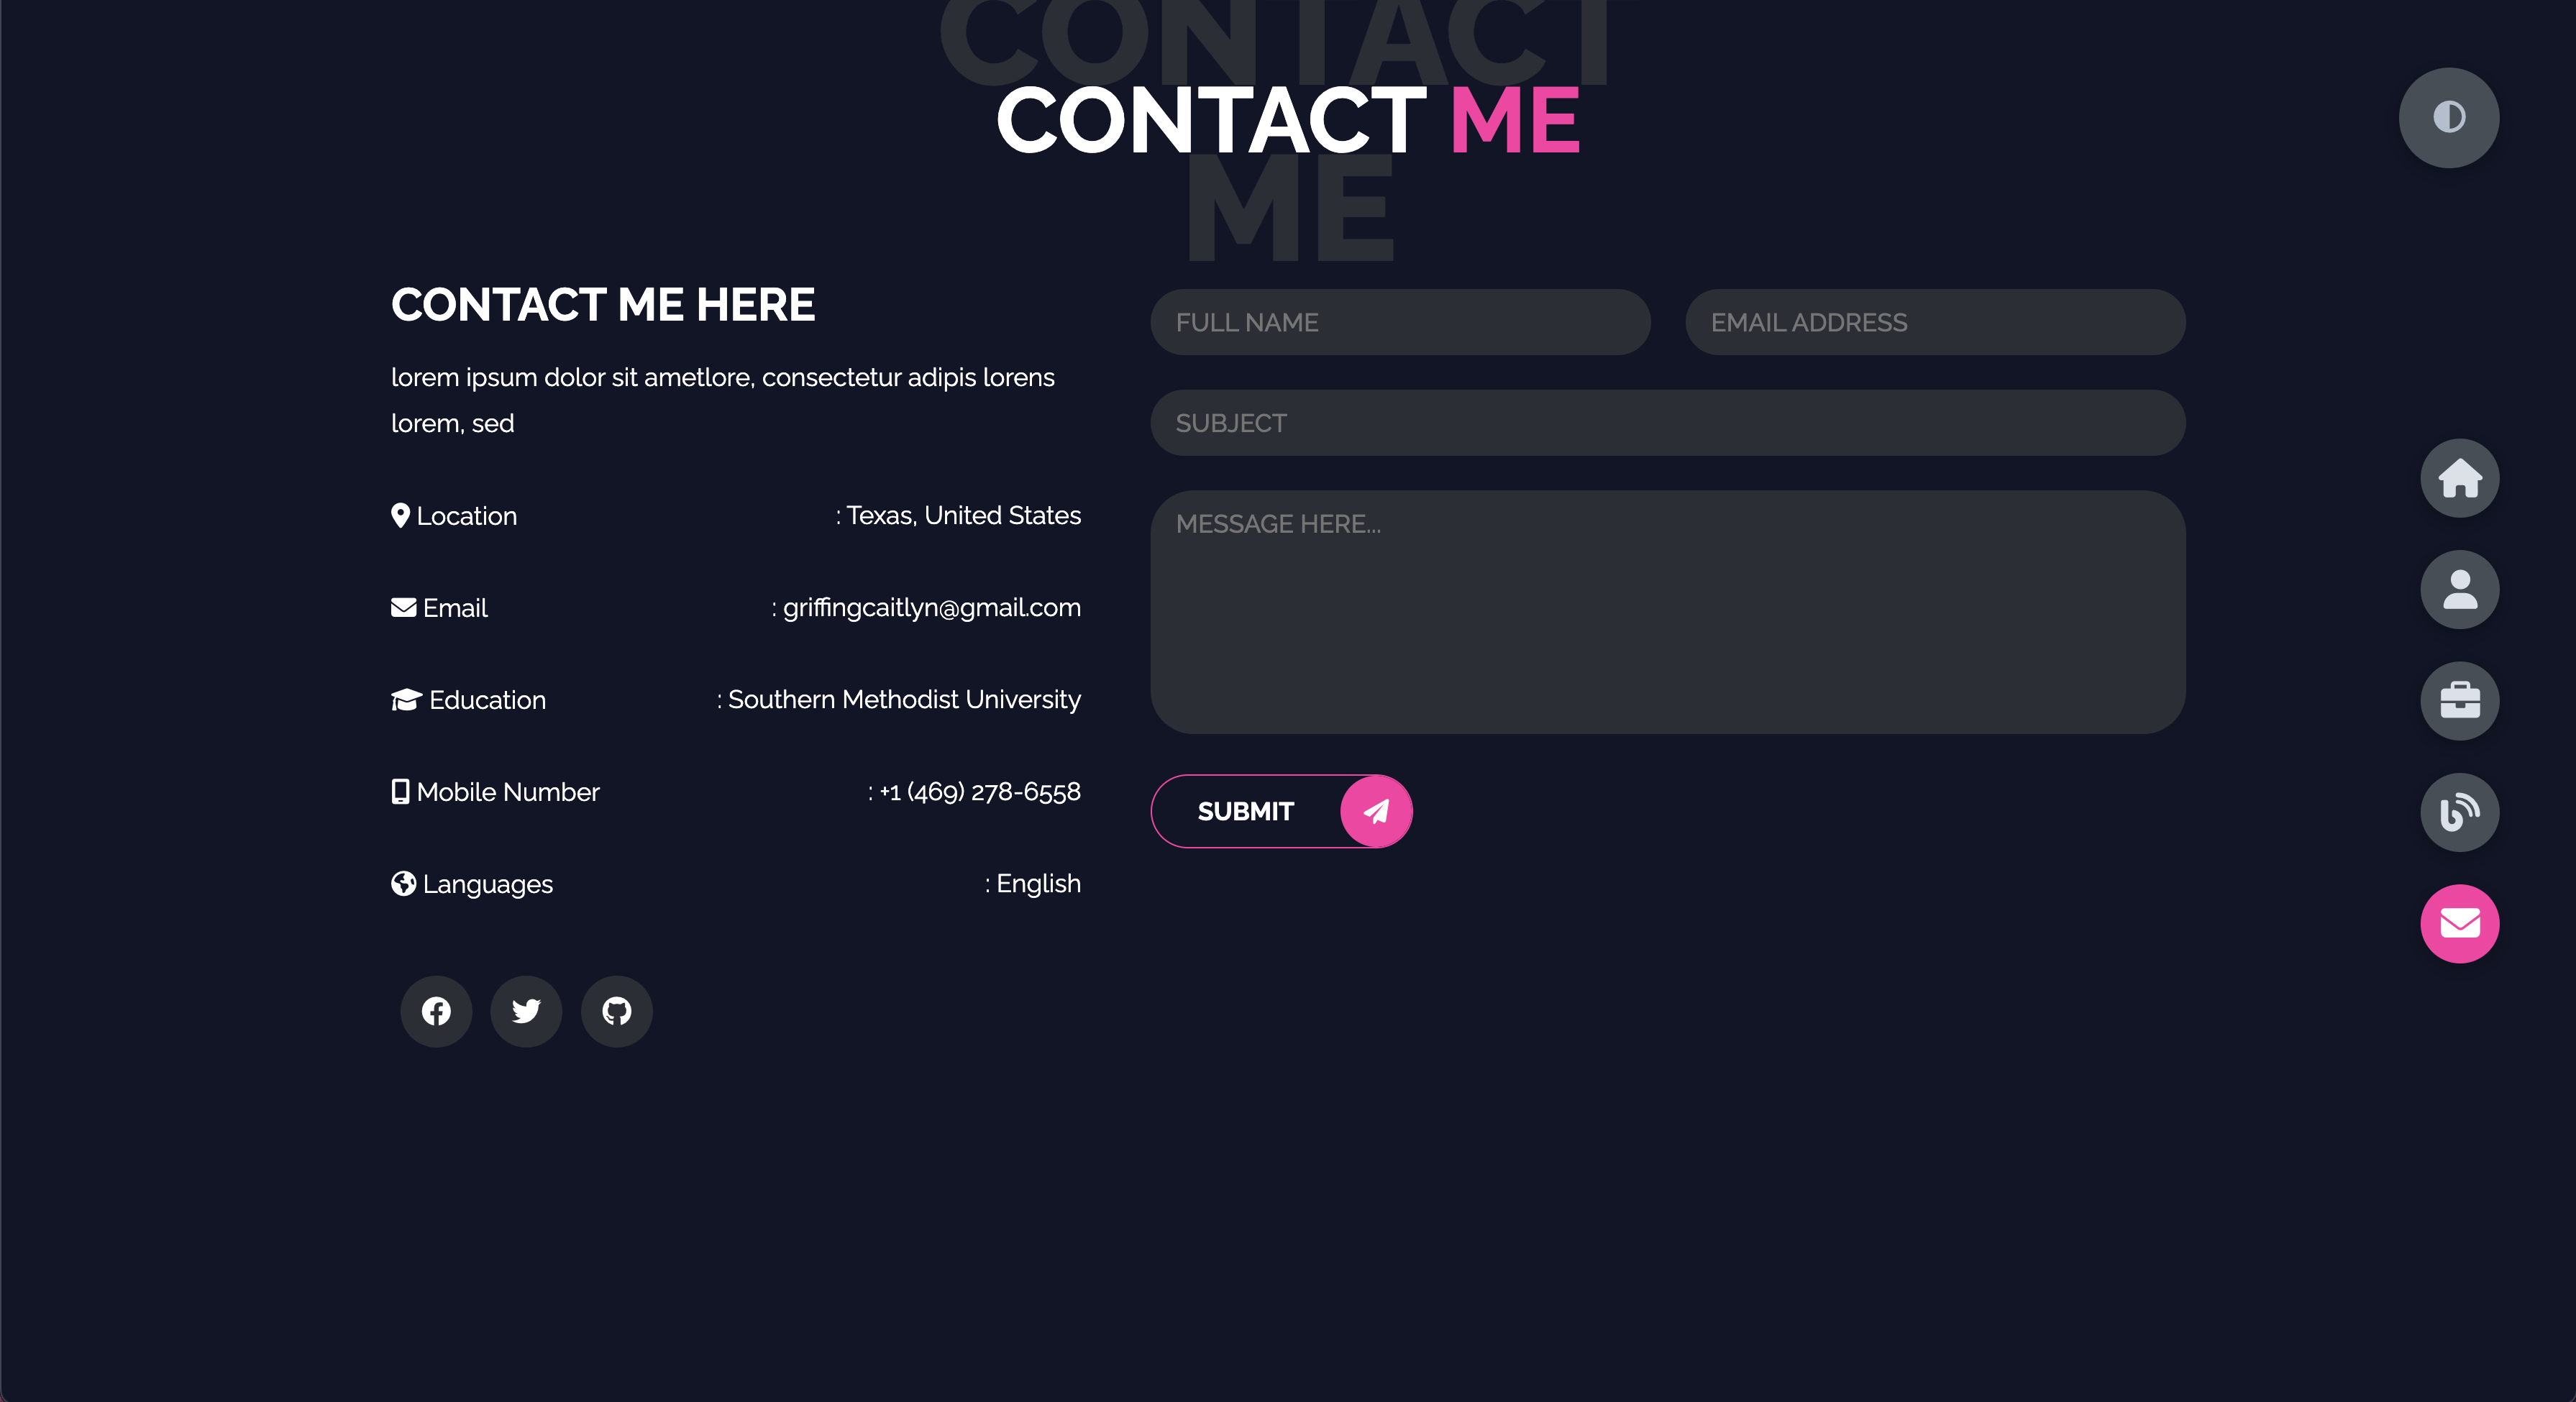 CONTACT
CONTACT ME
ME
CONTACT ME HERE
lorem ipsum dolor sit ametlore, consectetur adipis lorens
lorem, sed
Location : Texas, United States
Email : griffingcaitlyn@gmail.com
Education : Southern Methodist University
Mobile Number : +1 (469) 278-6558
Languages : English
FULL NAME EMAIL ADDRESS
SUBJECT
MESSAGE HERE...
SUBMIT